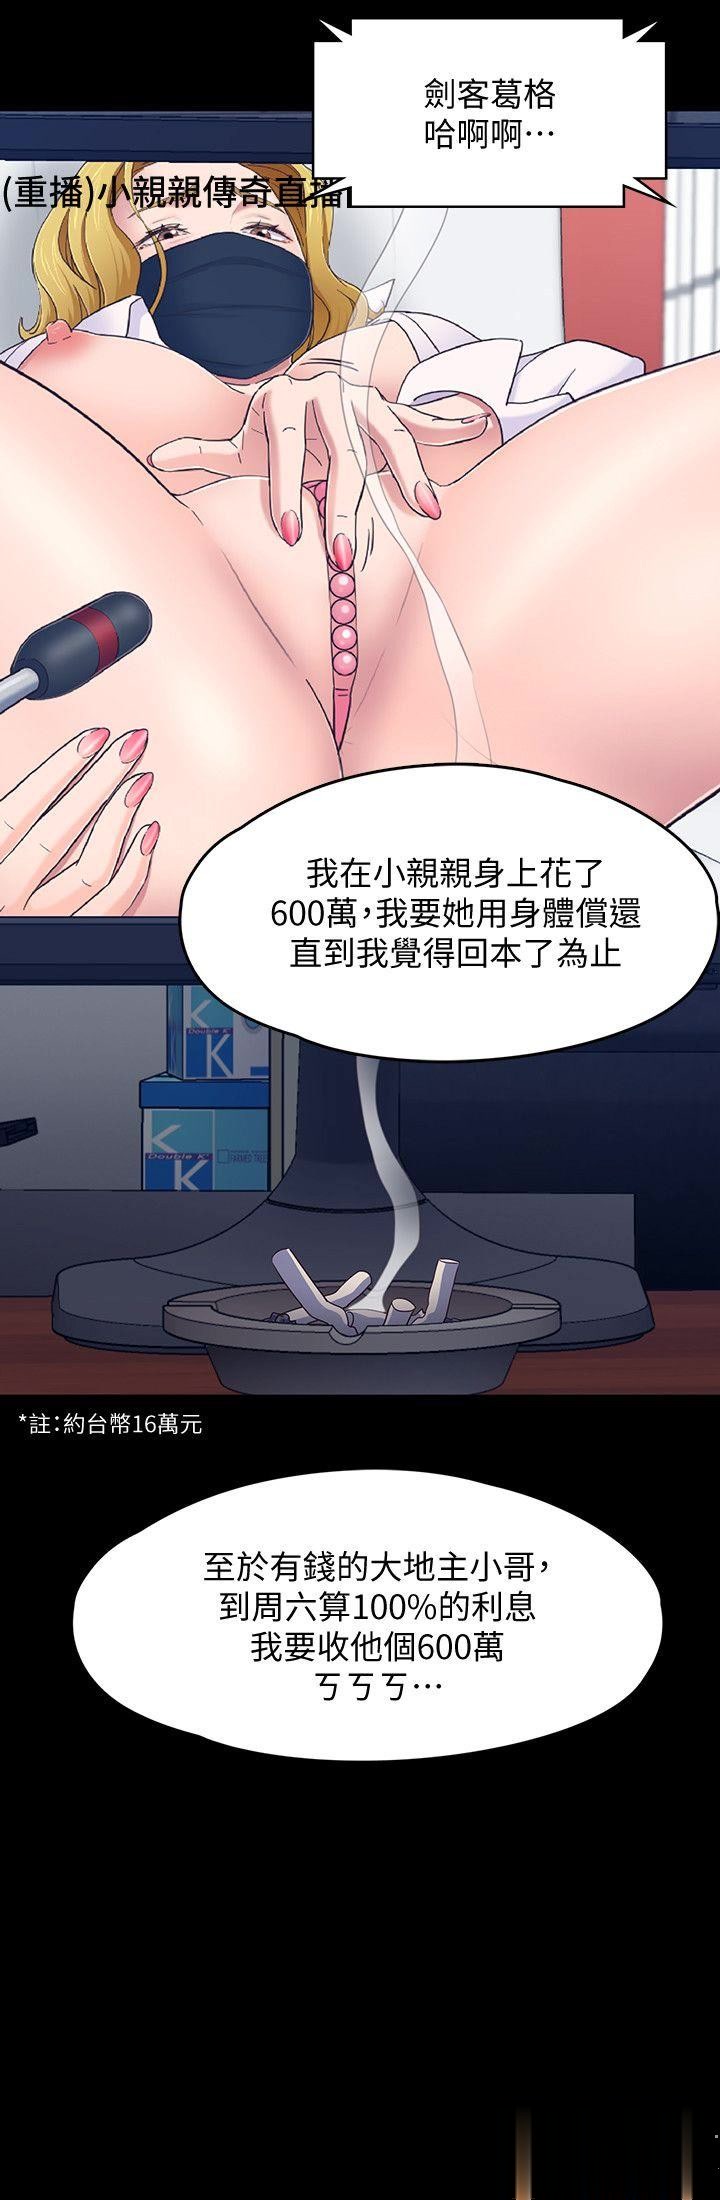 劍客葛格
哈啊啊…
(重播)小親親傳奇直播
我在小親親身上花了
600萬,我要她用身體償還
直到我覺得回本了為止
K
Double K
K
K
Double K
K
FARMED TREE
*註:約台幣16萬元
至於有錢的大地主小哥,
到周六算100%的利息
我要收他個600萬
ㄎㄎㄎ…